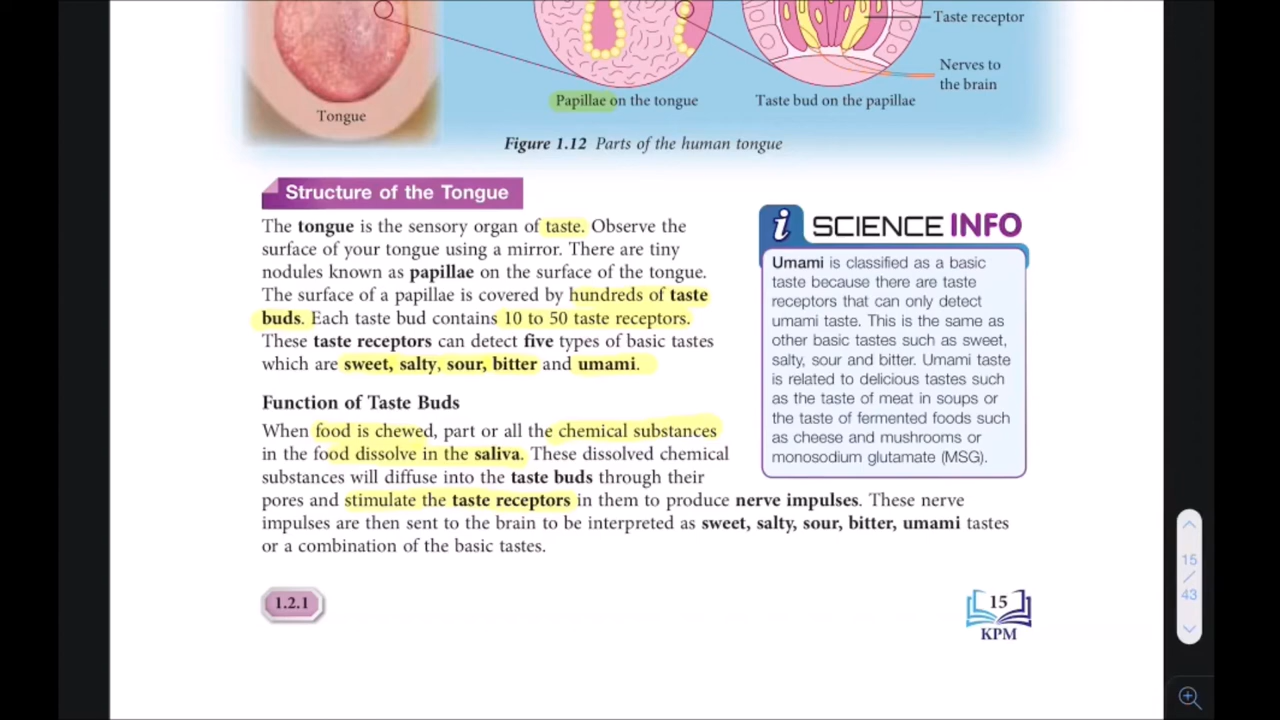 Taste receptor
Nerves to
the brain
Papillae on the tongue
Taste bud on the papillae
Tongue
Figure 1.12 Parts of the human tongue
Structure of the Tongue
The tongue is the sensory organ of taste. Observe the
surface of your tongue using a mirror. There are tiny
nodules known as papillae on the surface of the tongue.
The surface of a papillae is covered by hundreds of taste
buds. Each taste bud contains 10 to 50 taste receptors.
These taste receptors can detect five types of basic tastes
which are sweet, salty, sour, bitter and umami.
Function of Taste Buds
When food is chewed, part or all the chemical substances
in the food dissolve in the saliva. These dissolved chemical
substances will diffuse into the taste buds through their
pores and stimulate the taste receptors in them to produce nerve impulses. These nerve
impulses are then sent to the brain to be interpreted as sweet, salty, sour, bitter, umami tastes
or a combination of the basic tastes.
i SCIENCE INFO
Umami is classified as a basic
taste because there are taste
receptors that can only detect
umami taste. This is the same as
other basic tastes such as sweet,
salty, sour and bitter. Umami taste
is related to delicious tastes such
as the taste of meat in soups or
the taste of fermented foods such
as cheese and mushrooms or
monosodium glutamate (MSG).
1.2.1
15
KPM
15
/
43